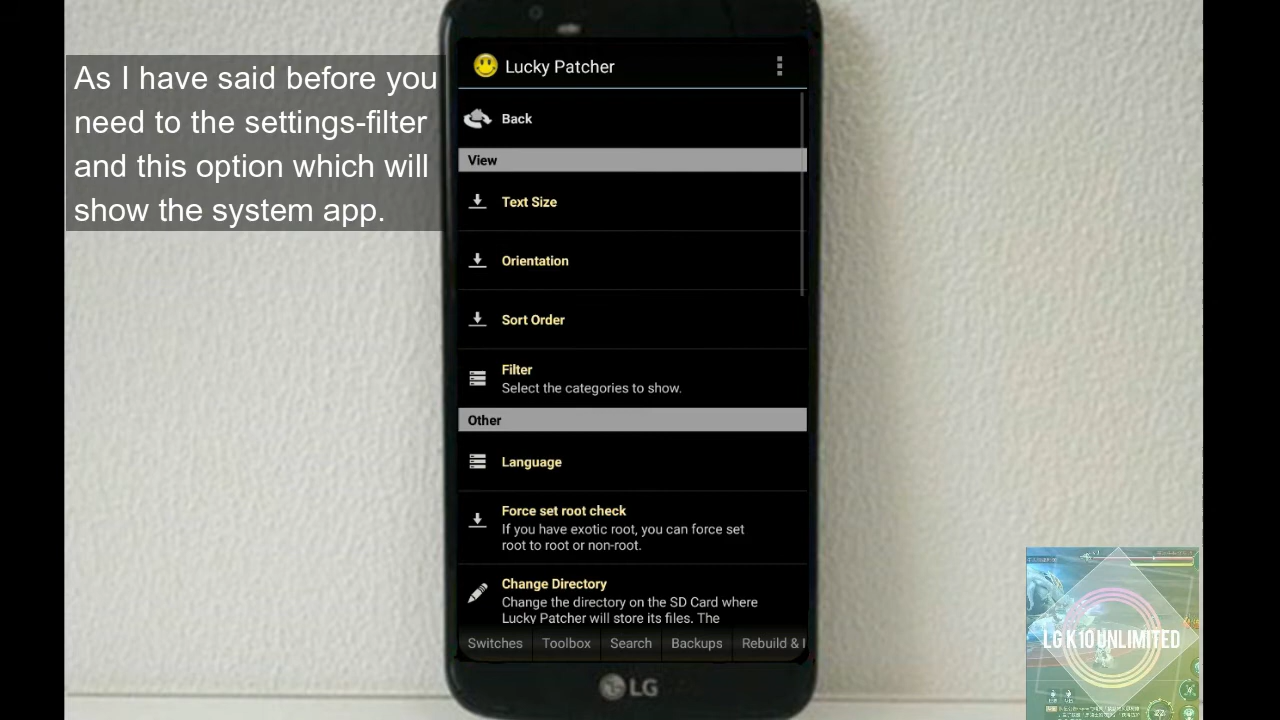 As I have said before you
need to the settings-filter
and this option which will
show the system app.
Lucky Patcher
Back
View
Text Size
Orientation
Sort Order
Filter
Select the categories to show.
Other
Language
Force set root check
If you have exotic root, you can force set
root to root or non-root.
Change Directory
Change the directory on the SD Card where
Lucky Patcher will store its files. The
Switches Toolbox Search Backups Rebuild & I
LG
LG K10 UNLIMITED